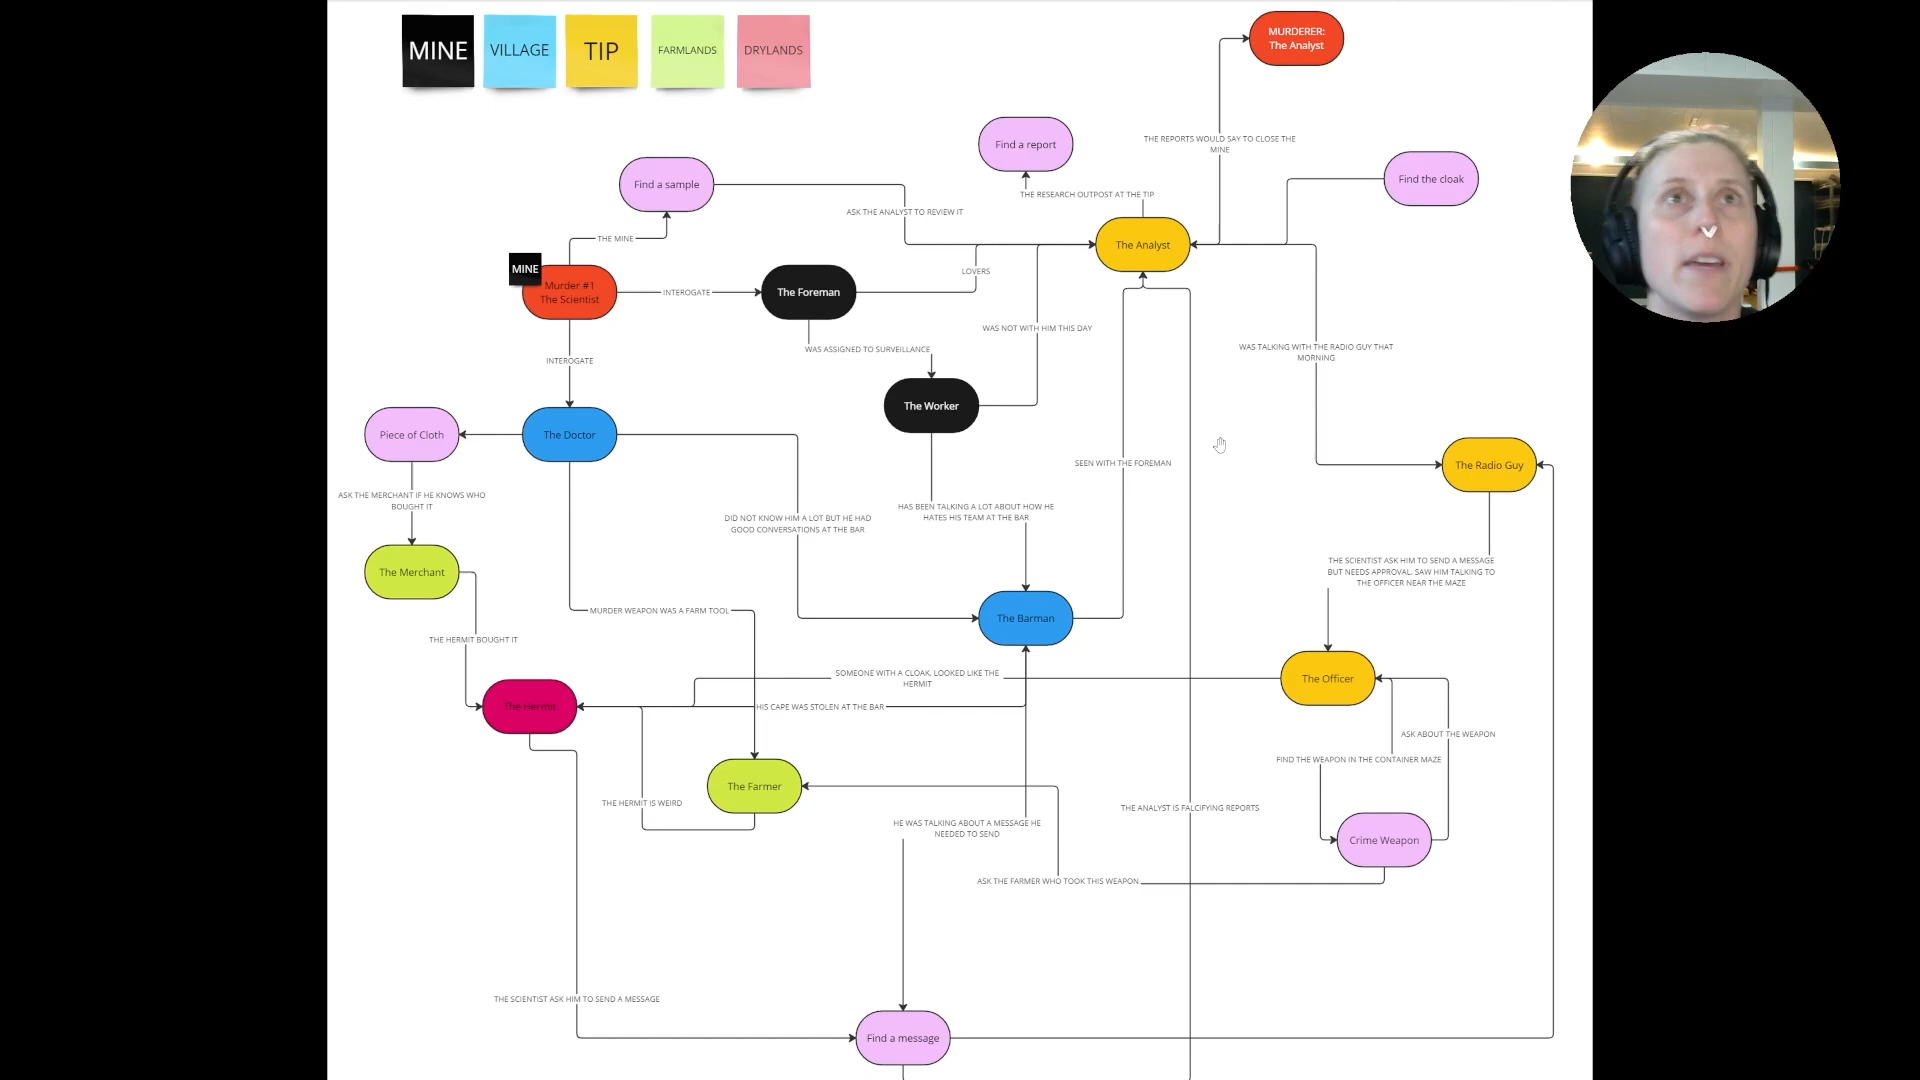 MINE
VILLAGE
TIP
FARMLANDS
DRYLANDS
MURDERER:
The Analyst
THE REPORTS WOULD SAY TO CLOSE THE
MINE
Find a report
Find a sample
Find the cloak
THE RESEARCH OUTPOST AT THE TIP
ASK THE ANALYST TO REVIEW IT
THE MINE
The Analyst
MINE
Murder #1
The Scientist
INTEROGATE
The Foreman
LOVERS
WAS NOT WITH HIM THIS DAY
WAS ASSIGNED TO SURVEILLANCE
WAS TALKING WITH THE RADIO GUY THAT
MORNING
INTEROGATE
The Worker
Piece of Cloth
The Doctor
SEEN WITH THE FOREMAN
The Radio Guy
ASK THE MERCHANT IF HE KNOWS WHO
BOUGHT IT
DID NOT KNOW HIM A LOT BUT HE HAD
GOOD CONVERSATIONS AT THE BAR
HAS BEEN TALKING A LOT ABOUT HOW HE
HATES HIS TEAM AT THE BAR
The Merchant
THE SCIENTIST ASK HIM TO SEND A MESSAGE
BUT NEEDS APPROVAL. SAW HIM TALKING TO
THE OFFICER NEAR THE MAZE
MURDER WEAPON WAS A FARM TOOL
The Barman
THE HERMIT BOUGHT IT
SOMEONE WITH A CLOAK, LOOKED LIKE THE
HERMIT
The Officer
The Hermit
HIS CAPE WAS STOLEN AT THE BAR
ASK ABOUT THE WEAPON
FIND THE WEAPON IN THE CONTAINER MAZE
The Farmer
THE HERMIT IS WEIRD
THE ANALYST IS FALCIFYING REPORTS
HE WAS TALKING ABOUT A MESSAGE HE
NEEDED TO SEND
Crime Weapon
ASK THE FARMER WHO TOOK THIS WEAPON
THE SCIENTIST ASK HIM TO SEND A MESSAGE
Find a message